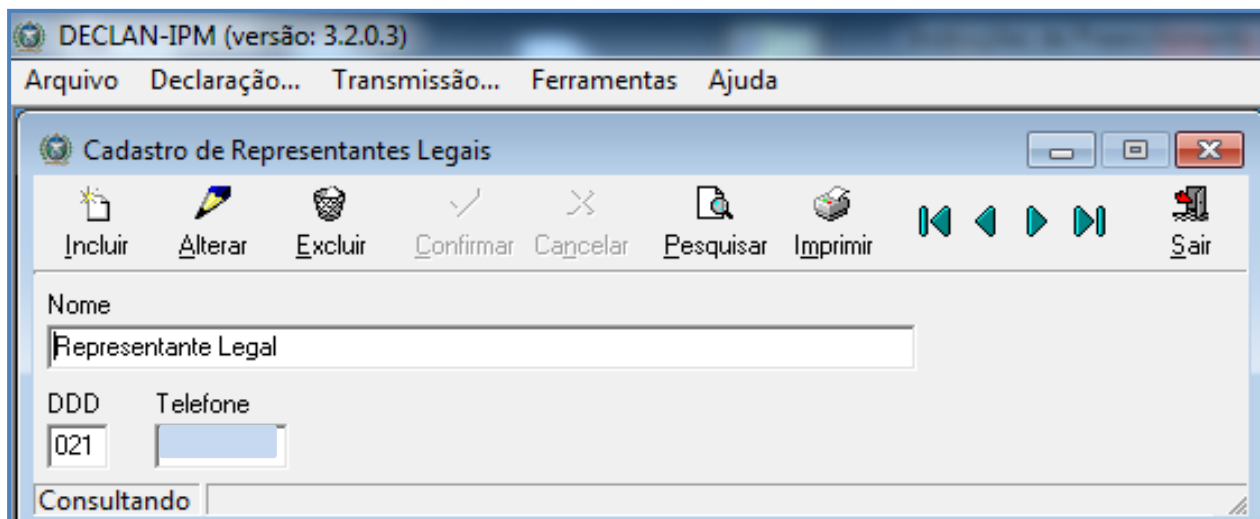 DECLAN-IPM (versão: 3.2.0.3)
Arquivo Declaração... Transmissão... Ferramentas Ajuda
Cadastro de Representantes Legais
Incluir Alterar Excluir Confirmar Cancelar Pesquisar Imprimir Sair
Nome
Representante Legal
DDD Telefone
021
Consultando